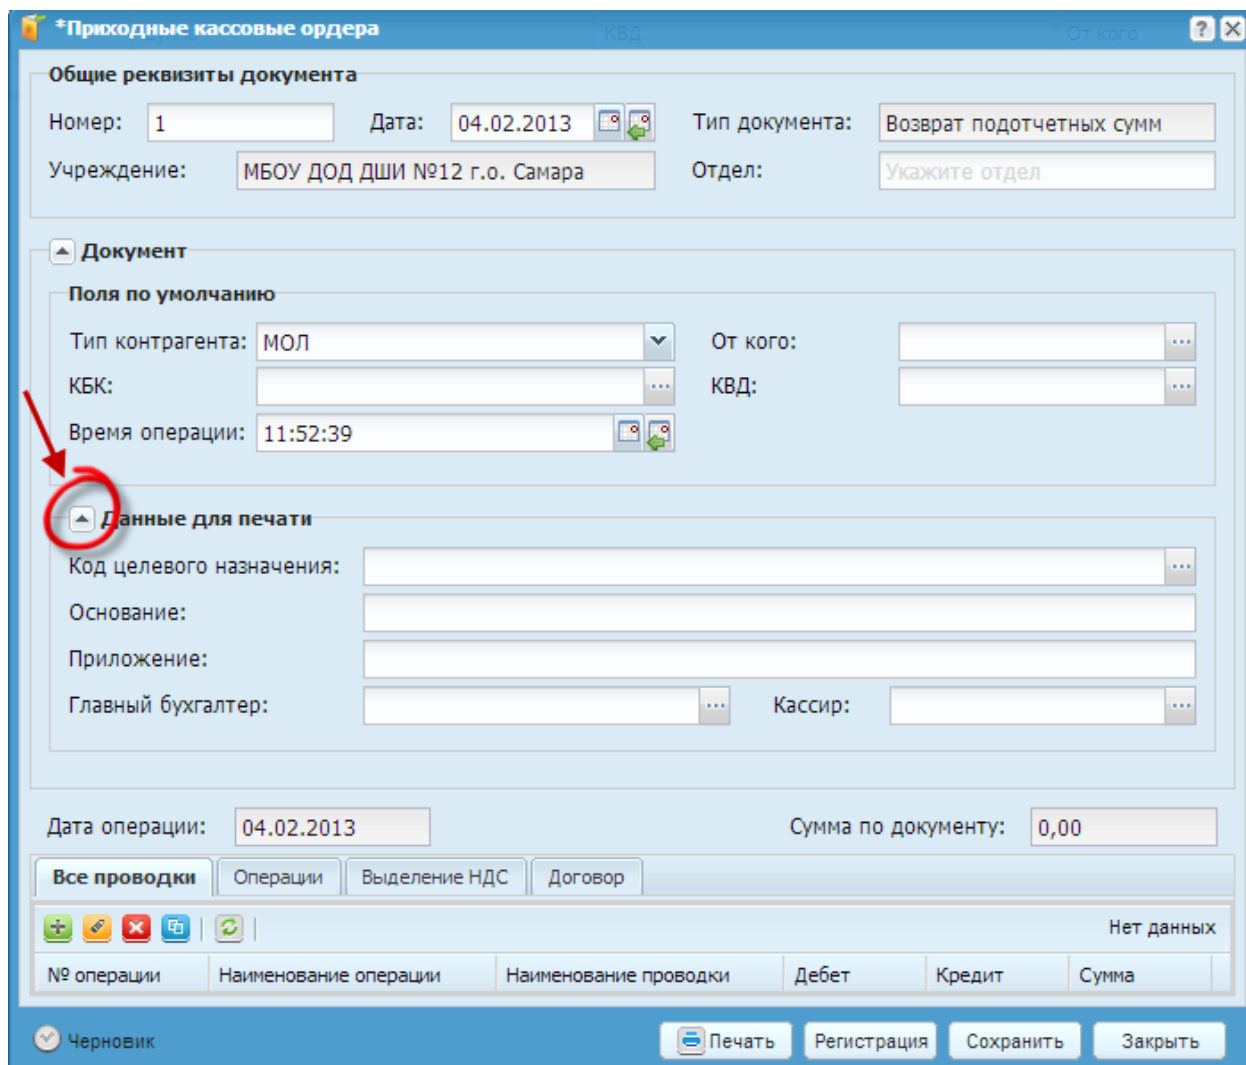 *Приходные кассовые ордера КВД От кого
Общие реквизиты документа
Номер: 1 Дата: 04.02.2013 Тип документа: Возврат подотчетных сумм
Учреждение: МБОУ ДОД ДШИ №12 г.о. Самара Отдел: Укажите отдел
Документ
Поля по умолчанию
Тип контрагента: МОЛ От кого:
КБК: КВД:
Время операции: 11:52:39
Данные для печати
Код целевого назначения:
Основание:
Приложение:
Главный бухгалтер: Кассир:
Дата операции: 04.02.2013 Сумма по документу: 0,00
Все проводки Операции Выделение НДС Договор
Нет данных
№ операции Наименование операции Наименование проводки Дебет Кредит Сумма
Черновик Печать Регистрация Сохранить Закрыть